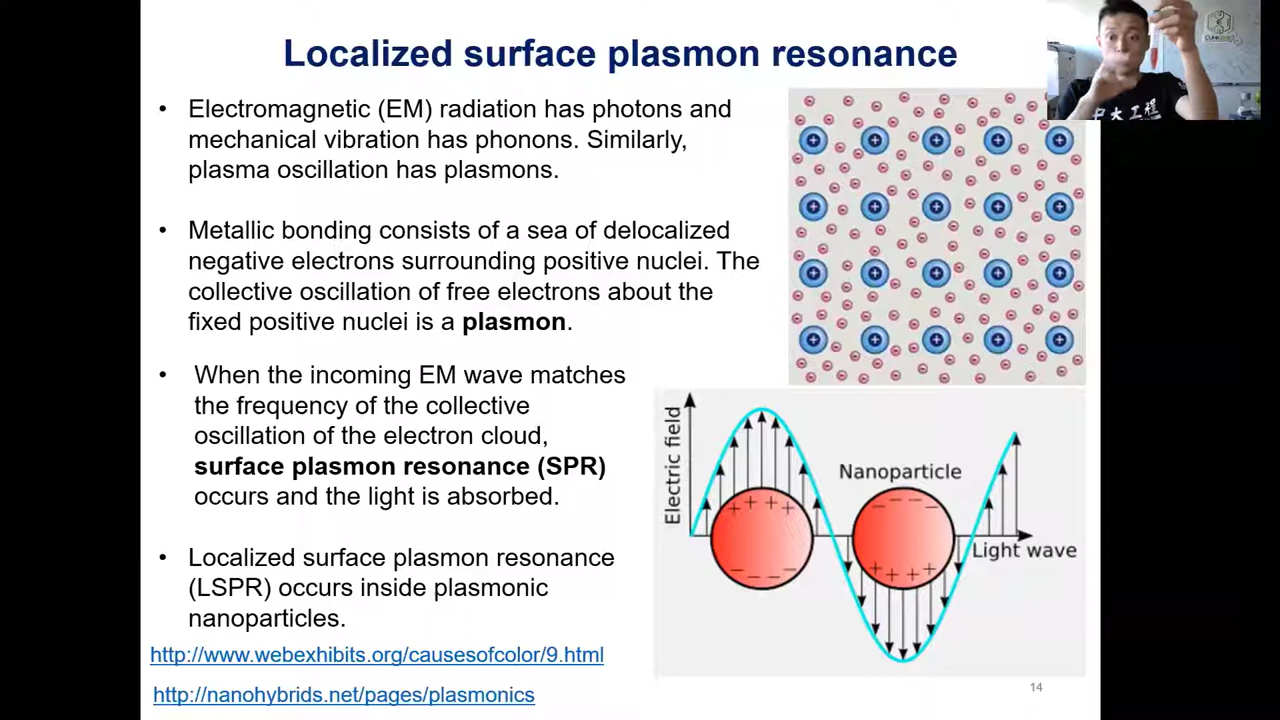 Localized surface plasmon resonance
• Electromagnetic (EM) radiation has photons and
mechanical vibration has phonons. Similarly,
plasma oscillation has plasmons.
• Metallic bonding consists of a sea of delocalized
negative electrons surrounding positive nuclei. The
collective oscillation of free electrons about the
fixed positive nuclei is a plasmon.
• When the incoming EM wave matches
the frequency of the collective
oscillation of the electron cloud,
surface plasmon resonance (SPR)
occurs and the light is absorbed.
• Localized surface plasmon resonance
(LSPR) occurs inside plasmonic
nanoparticles.
http://www.webexhibits.org/causesofcolor/9.html
http://nanohybrids.net/pages/plasmonics
Electric field
Nanoparticle
Light wave
14
中大工程